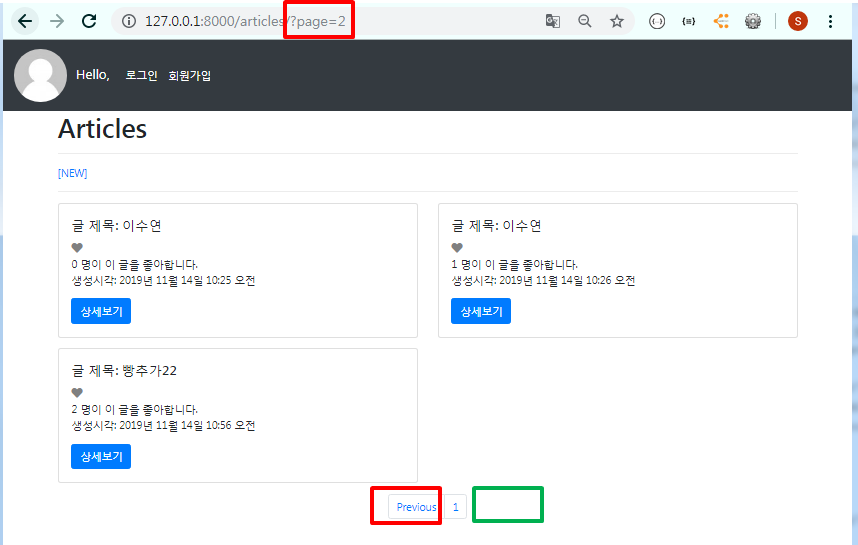 127.0.0.1:8000/articles/?page=2
S
Hello, 로그인 회원가입
Articles
[NEW]
글 제목: 이수연
0 명이 이 글을 좋아합니다.
생성시각: 2019년 11월 14일 10:25 오전
상세보기
글 제목: 이수연
1 명이 이 글을 좋아합니다.
생성시각: 2019년 11월 14일 10:26 오전
상세보기
글 제목: 빵추가22
2 명이 이 글을 좋아합니다.
생성시각: 2019년 11월 14일 10:56 오전
상세보기
Previous 1